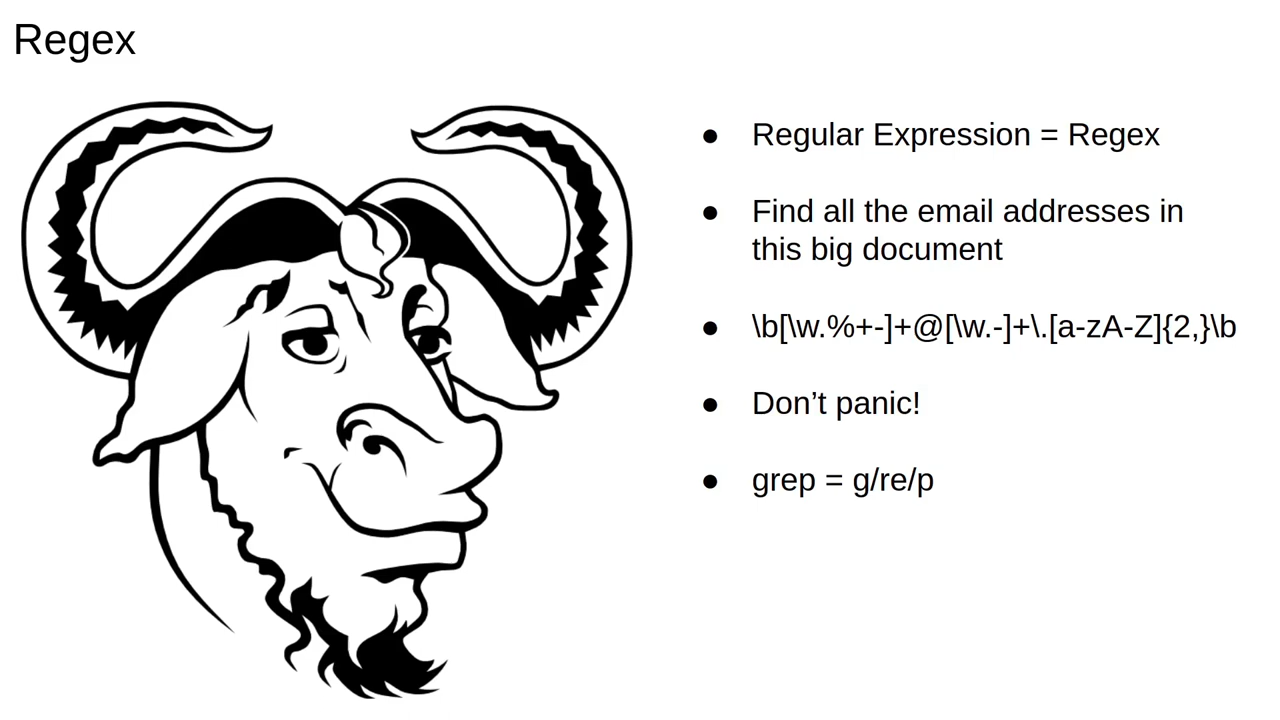 Regex
● Regular Expression = Regex
● Find all the email addresses in
this big document
● \b[\w.%+-]+@[\w.-]+\.[a-zA-Z]{2,}\b
● Don’t panic!
● grep = g/re/p